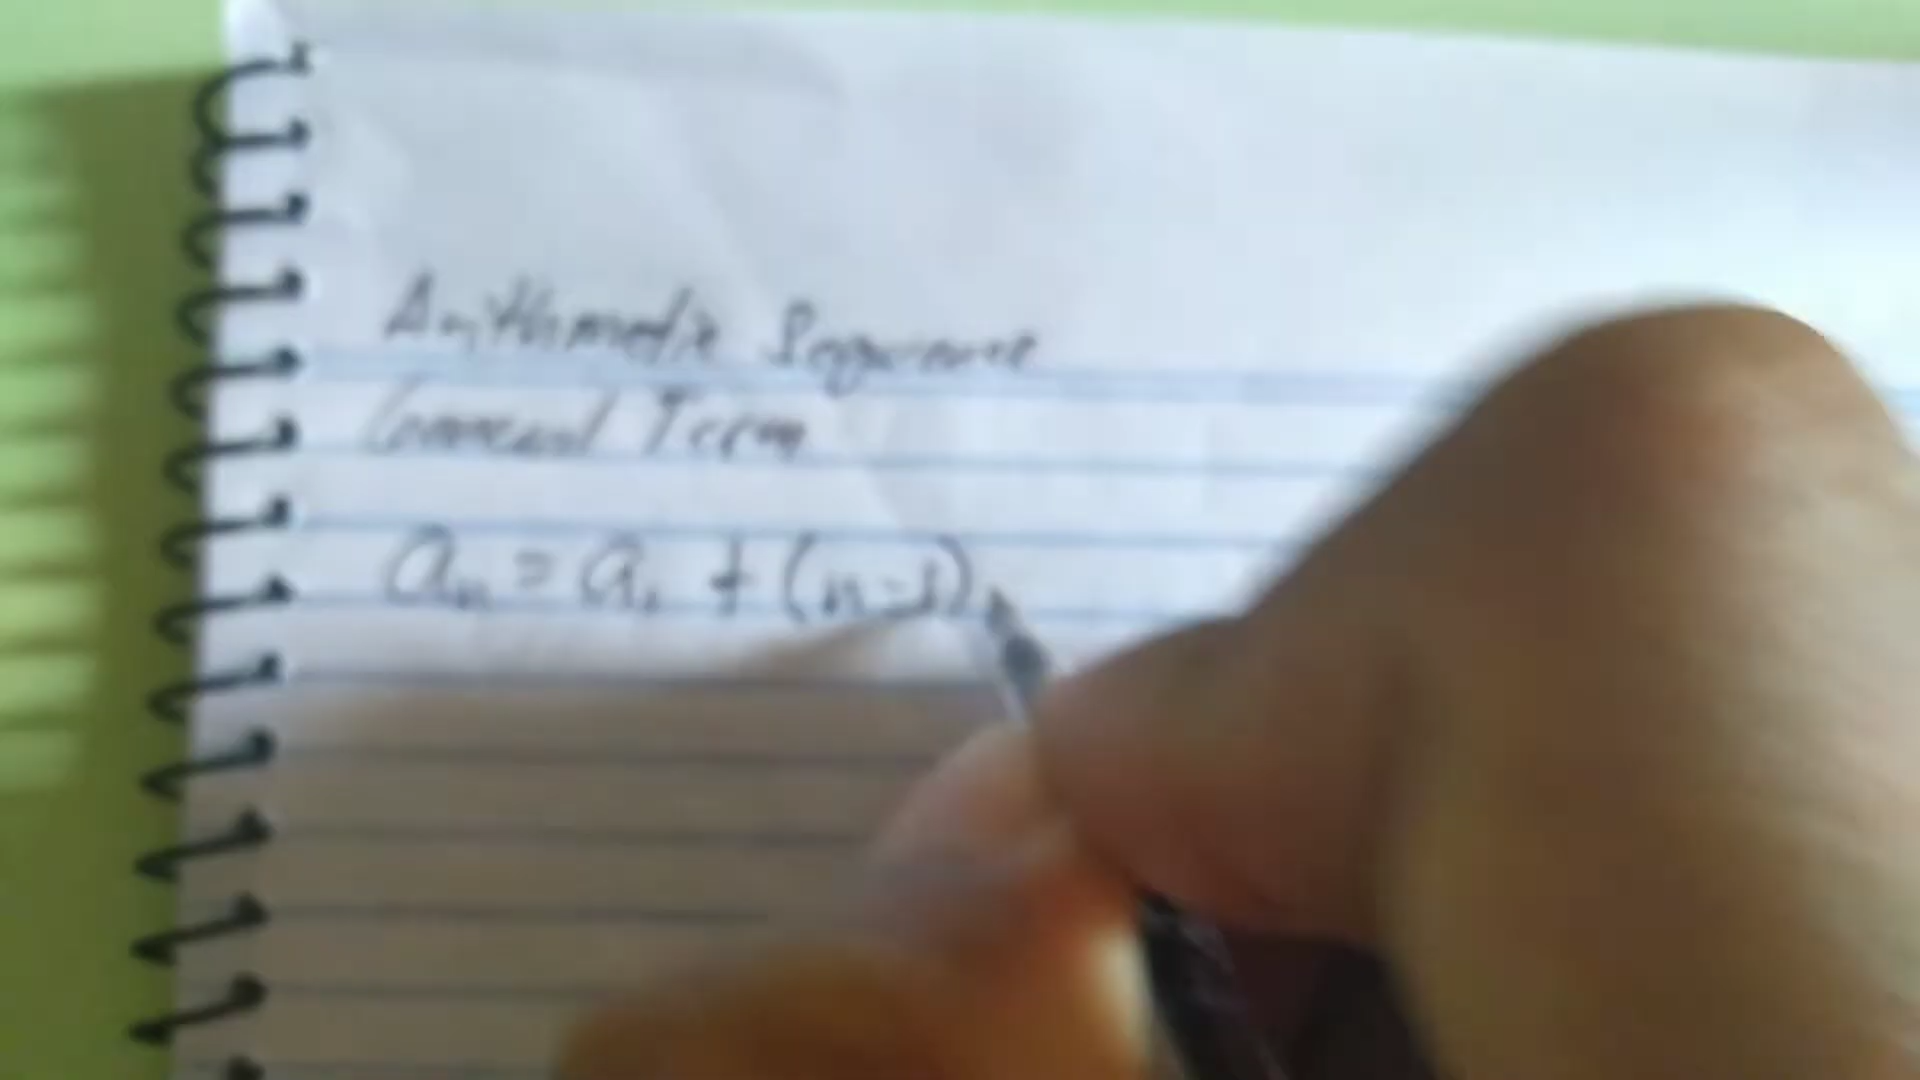 Arithmetic Sequence
General Term
aₙ = a₁ + (n-1)